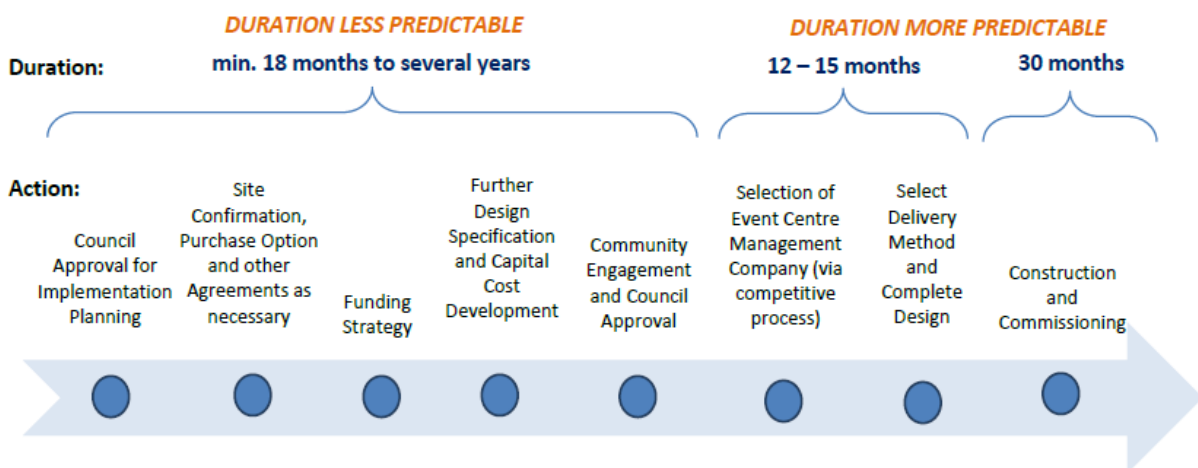 DURATION LESS PREDICTABLE
DURATION MORE PREDICTABLE
Duration:
min. 18 months to several years
12 – 15 months
30 months
Action:
Council
Approval for
Implementation
Planning
Site
Confirmation,
Purchase Option
and other
Agreements as
necessary
Funding
Strategy
Further
Design
Specification
and Capital
Cost
Development
Community
Engagement
and Council
Approval
Selection of
Event Centre
Management
Company (via
competitive
process)
Select
Delivery
Method
and
Complete
Design
Construction
and
Commissioning